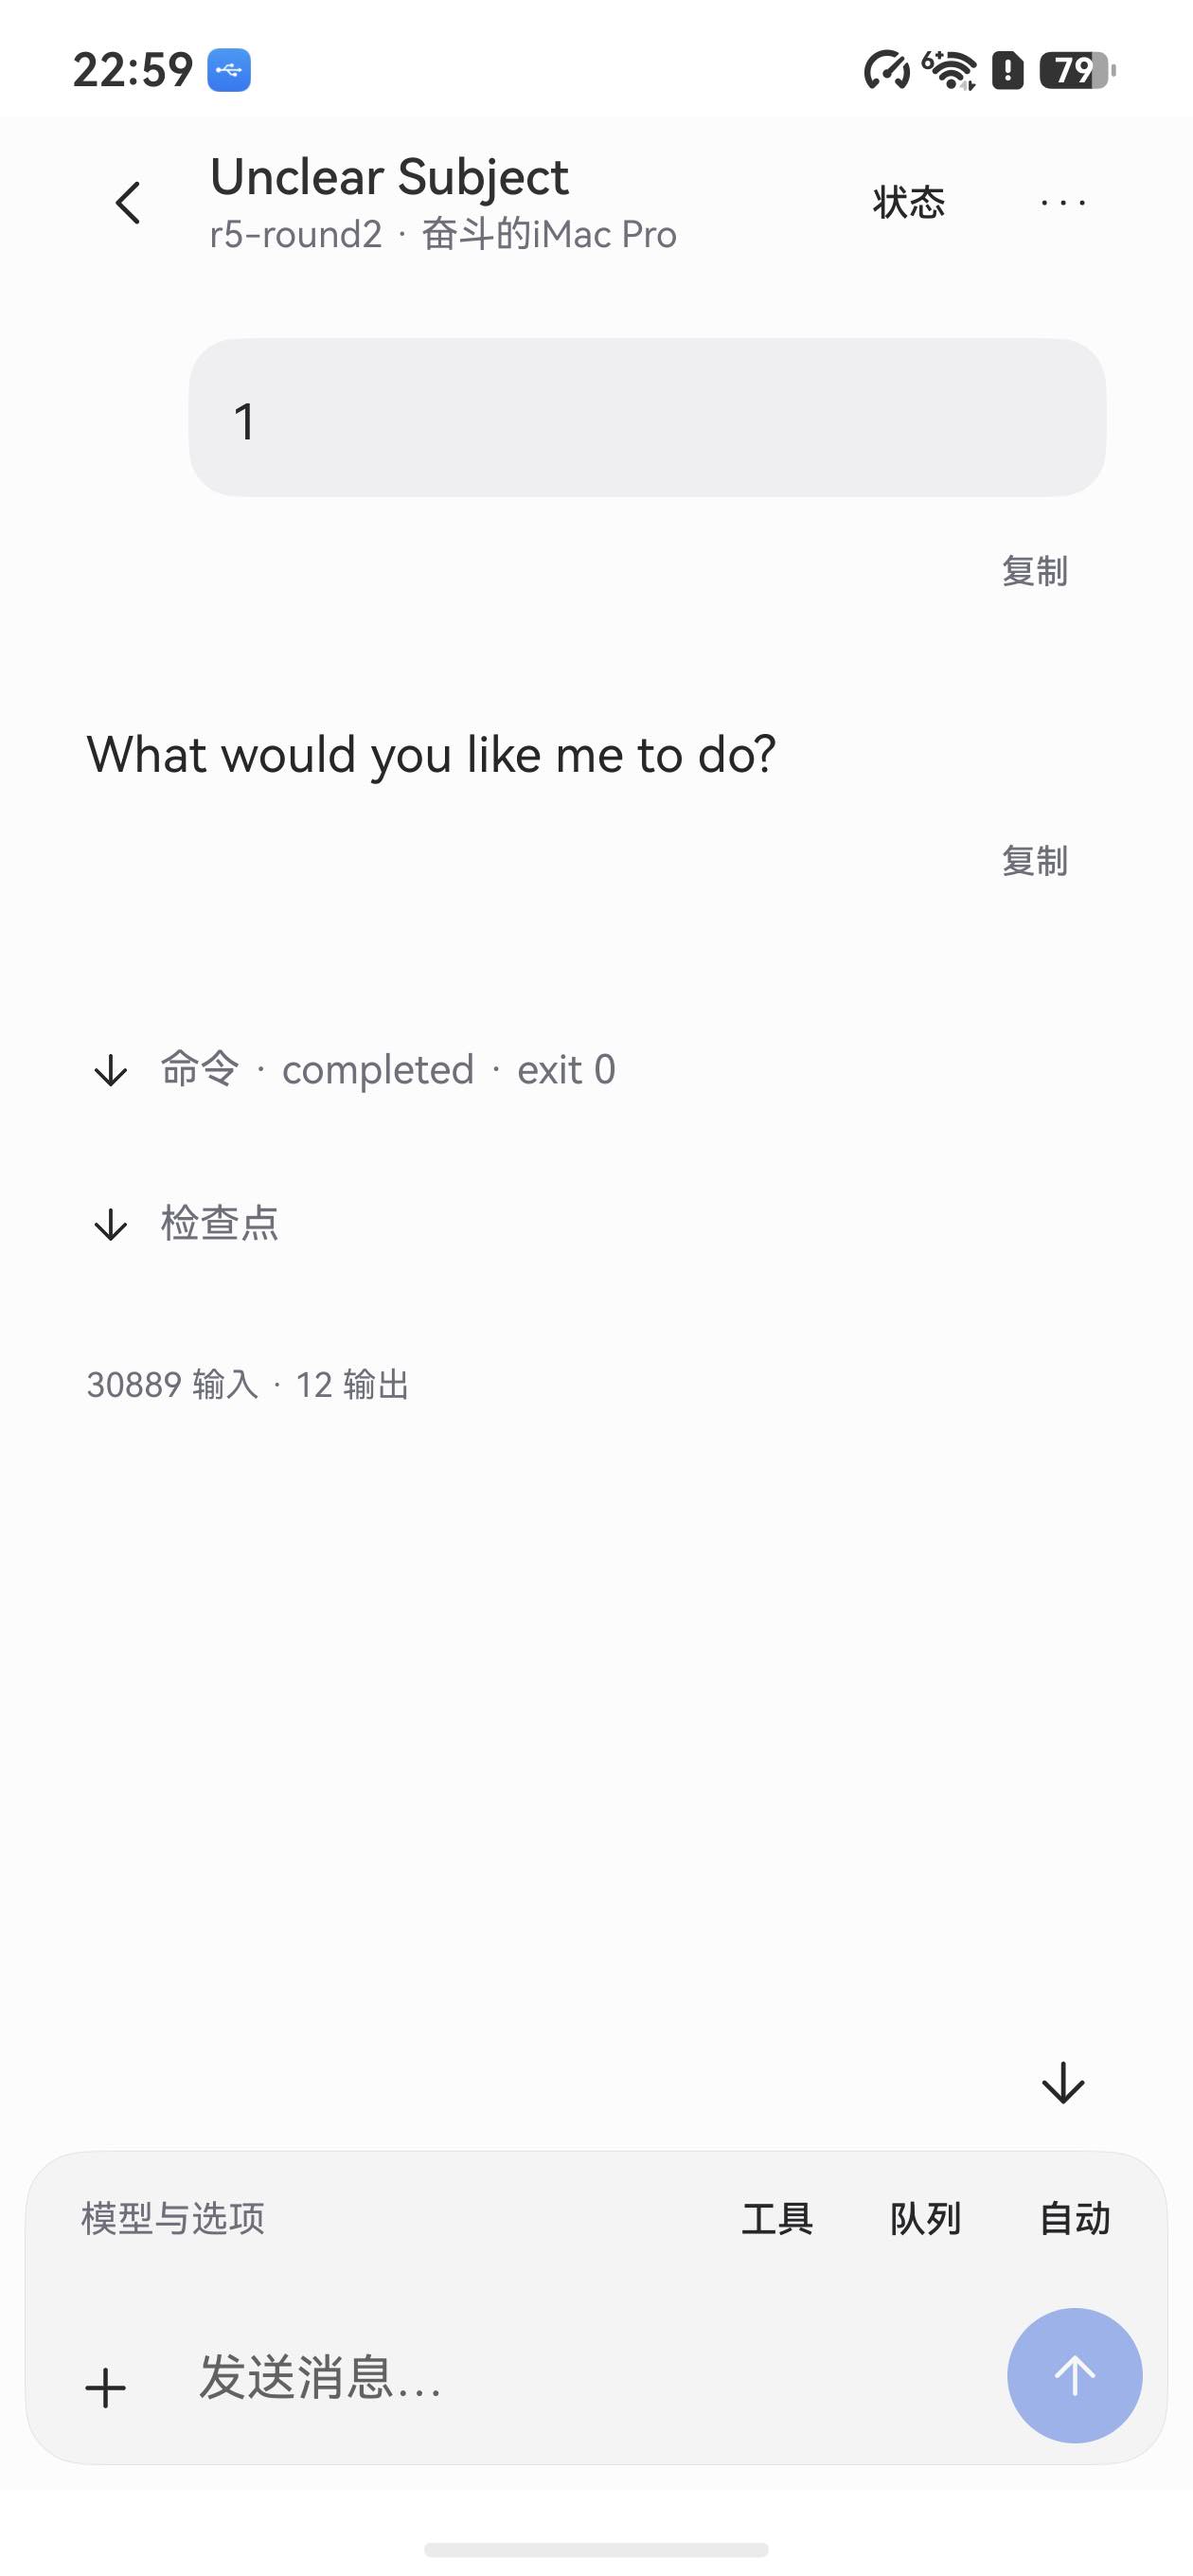 22:59
79
Unclear Subject
状态
···
r5-round2 · 奋斗的iMac Pro
1
复制
What would you like me to do?
复制
命令 · completed · exit 0
检查点
30889 输入 · 12 输出
模型与选项
工具
队列
自动
发送消息...